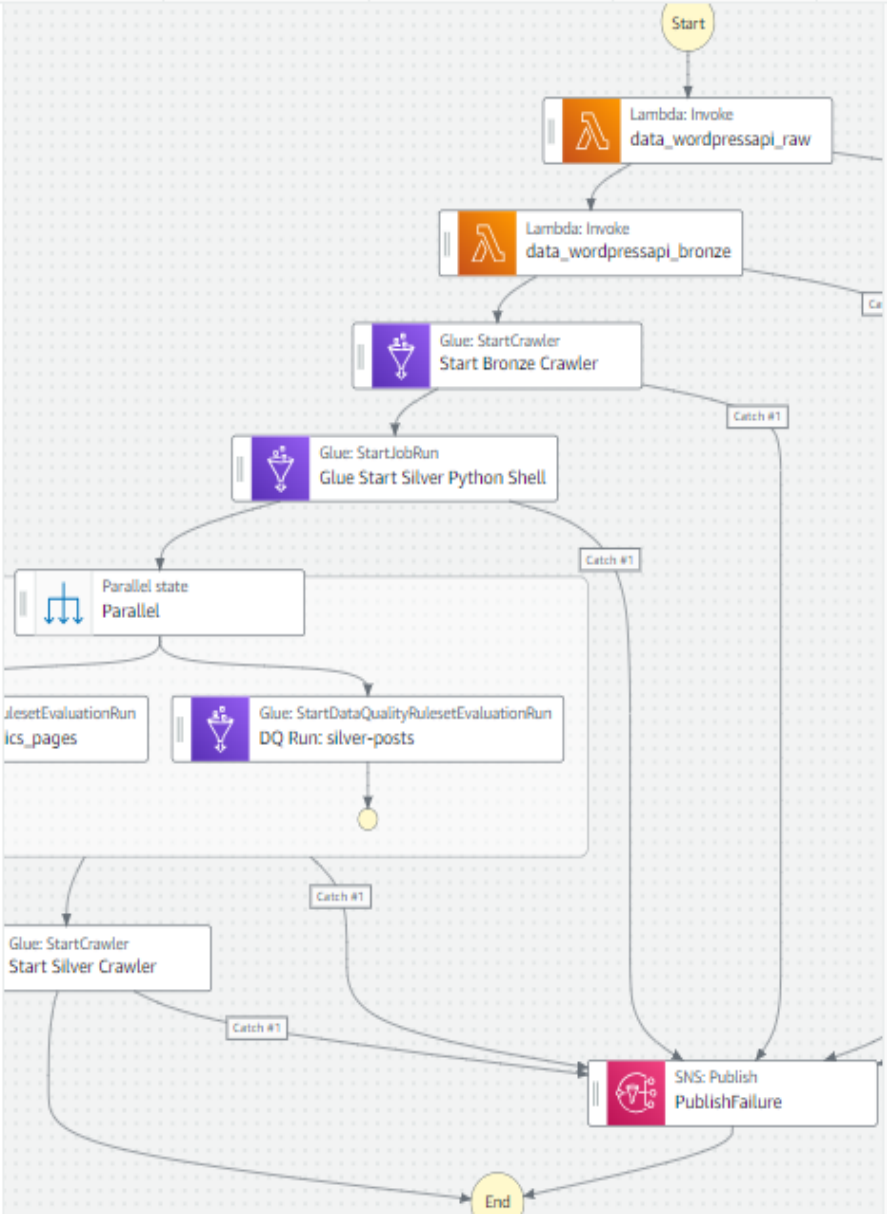 Start
Lambda: Invoke
data_wordpressapi_raw
Lambda: Invoke
data_wordpressapi_bronze
Ca
Glue: StartCrawler
Start Bronze Crawler
Catch #1
Glue: StartJobRun
Glue Start Silver Python Shell
Catch #1
Parallel state
Parallel
ulesetEvaluationRun
ics_pages
Glue: StartDataQualityRulesetEvaluationRun
DQ Run: silver-posts
Catch #1
Glue: StartCrawler
Start Silver Crawler
Catch #1
SNS: Publish
PublishFailure
End